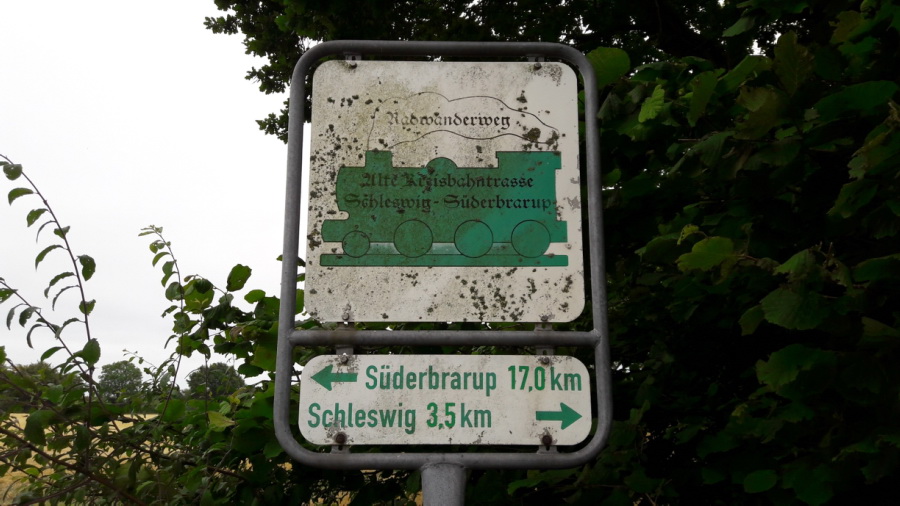 Radwanderweg
Alte Kreisbahntrasse
Schleswig - Süderbrarup
Süderbrarup 17,0 km
Schleswig 3,5 km